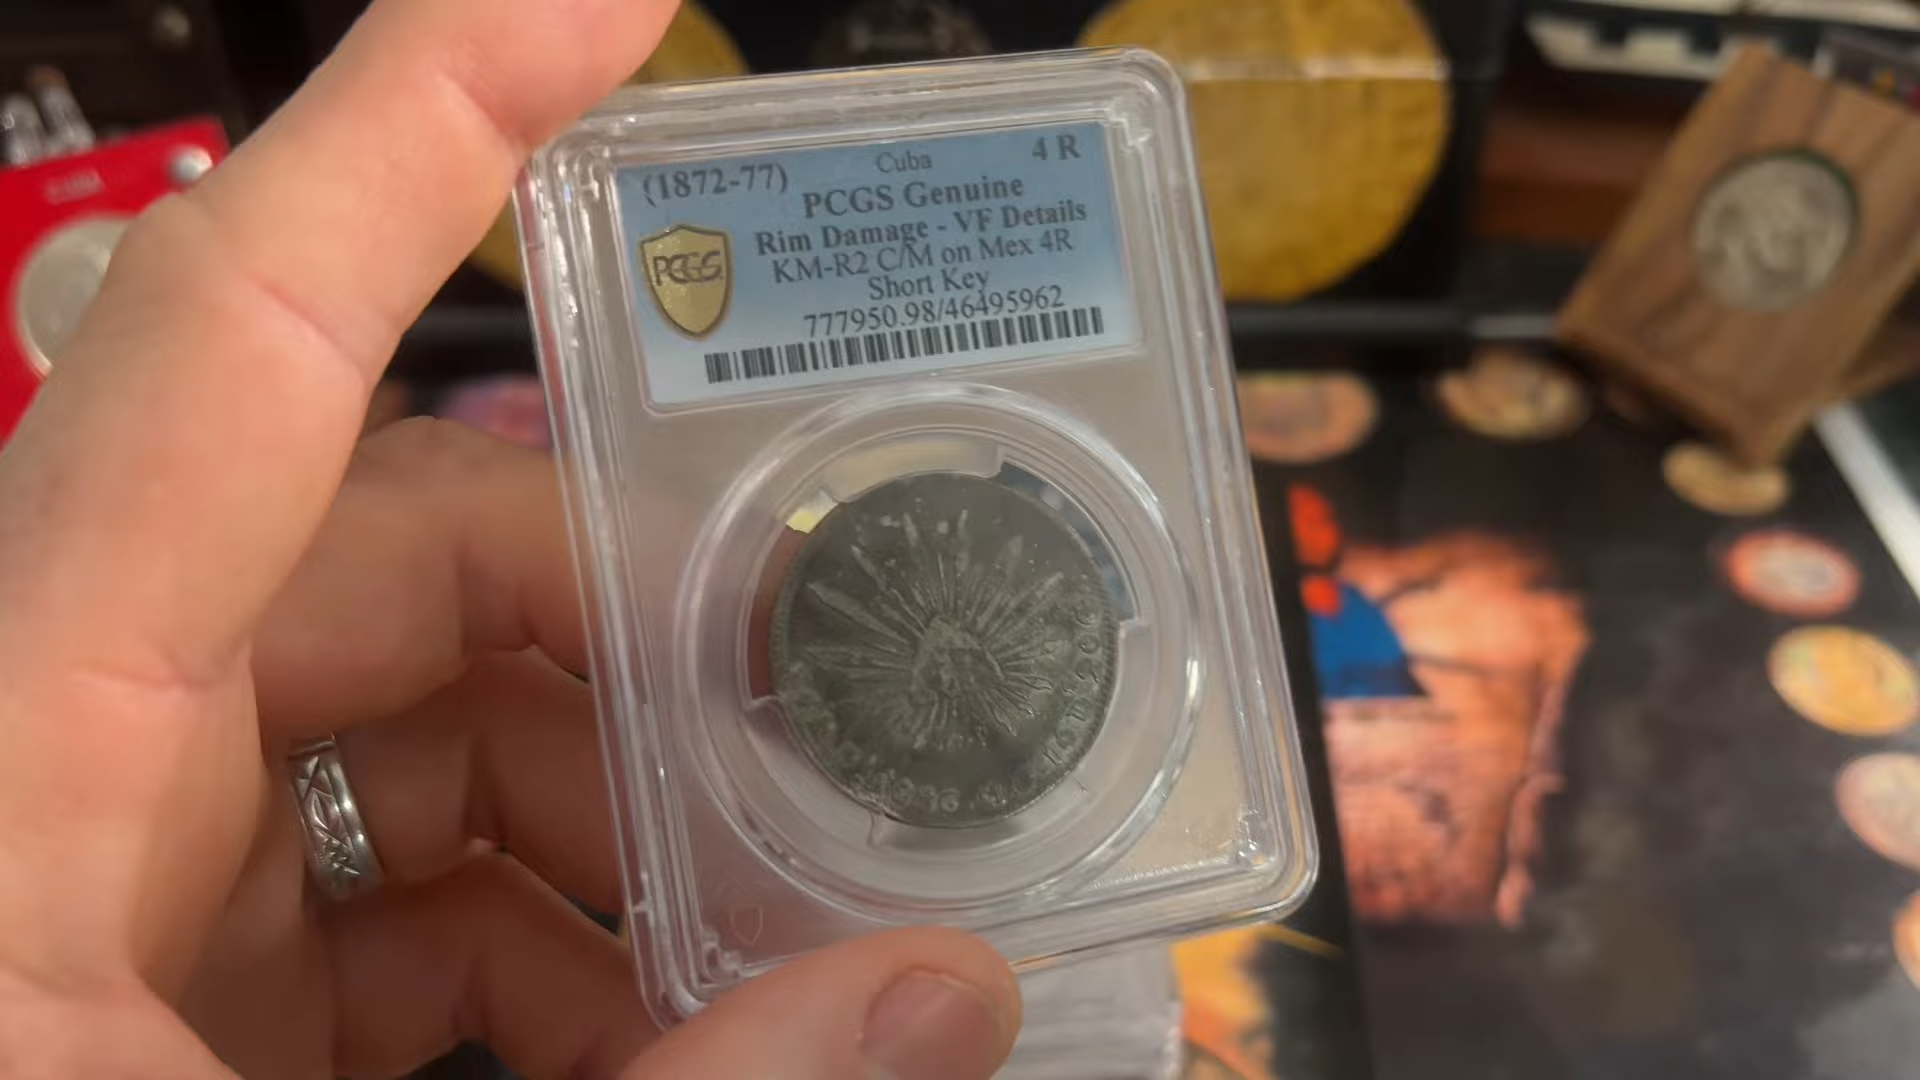 (1872-77) Cuba 4 R
PCGS Genuine
Rim Damage - VF Details
KM-R2 C/M on Mex 4R
Short Key
777950.98/46495962
PCGS